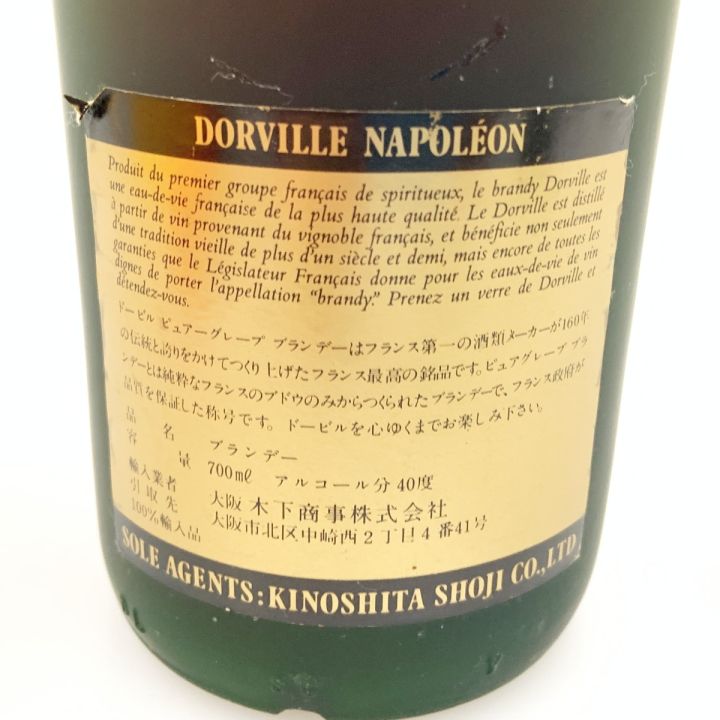 DORVILLE NAPOLÉON
Produit du premier groupe français de spiritueux, le brandy Dorville est
une eau-de-vie française de la plus haute qualité. Le Dorville est distillé
à partir de vin provenant du vignoble français, et bénéficie non seulement
d'une tradition vieille de plus d'un siècle et demi, mais encore de toutes les
garanties que le Législateur Français donne pour les eaux-de-vie de vin
dignes de porter l'appellation "brandy." Prenez un verre de Dorville et
détendez-vous.
ドービル ピュアーグレープ ブランデーはフランス第一の酒類メーカーが160年
の伝統と誇りをかけてつくり上げたフランス最高の銘品です。ピュアグレープ ブラ
ンデーとは純粋なフランスのブドウのみからつくられたブランデーで、フランス政府が
品質を保証した称号です。ドービルを心ゆくまでお楽しみ下さい。
品名 ブランデー
容量 700mℓ アルコール分40度
輸入業者
引取先 大阪 木下商事株式会社
100%輸入品 大阪市北区中崎西2丁目4番41号
SOLE AGENTS: KINOSHITA SHOJI CO., LTD